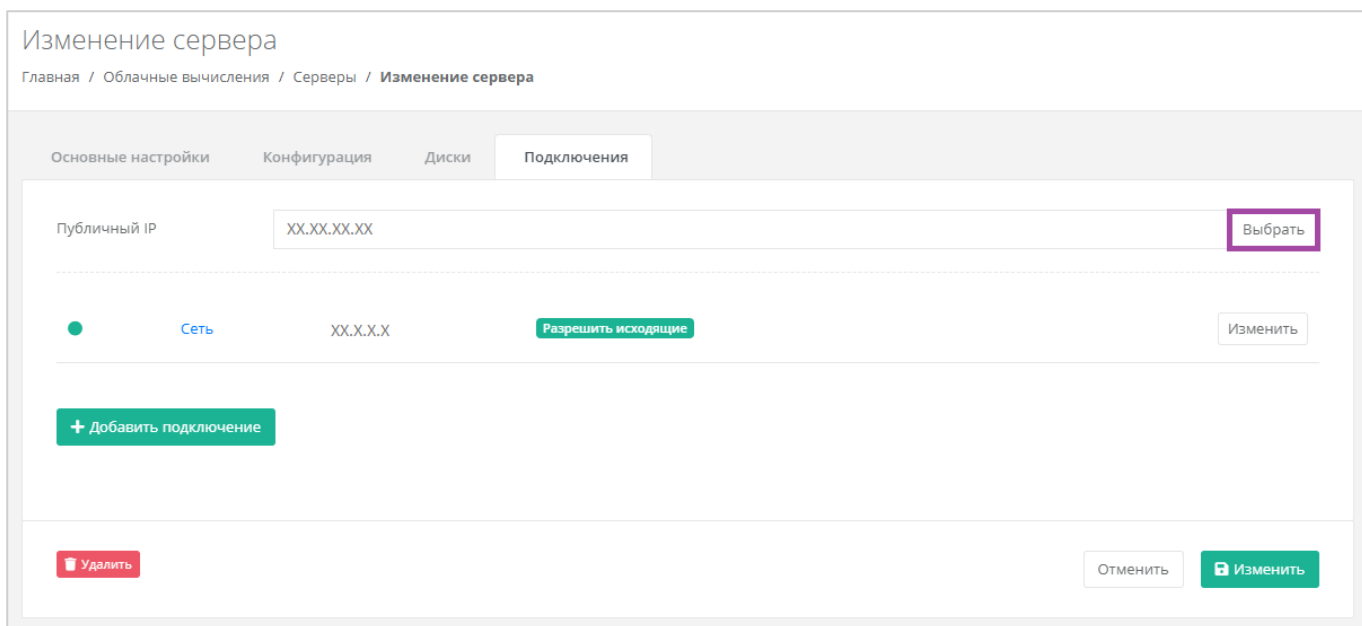 Изменение сервера
Главная / Облачные вычисления / Серверы / Изменение сервера
Основные настройки Конфигурация Диски Подключения
Публичный IP XX.XX.XX.XX Выбрать
Сеть XX.X.X.X Разрешить исходящие Изменить
+ Добавить подключение
Удалить Отменить Изменить